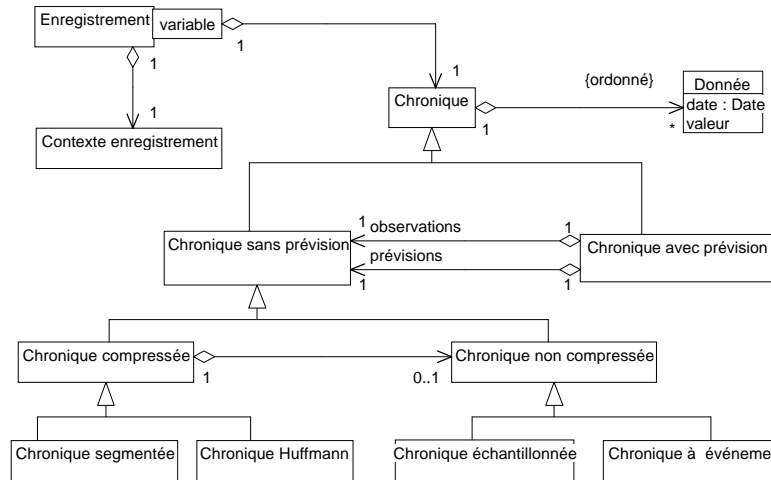 Enregistrement
variable
1
1
1
1
Contexte enregistrement
Chronique
1
{ordonné}
*
Donnée
date : Date
valeur
Chronique sans prévision
1 observations
1
prévisions
1
1
Chronique avec prévision
Chronique compressée
1
0..1
Chronique non compressée
Chronique segmentée
Chronique Huffmann
Chronique échantillonnée
Chronique à événeme